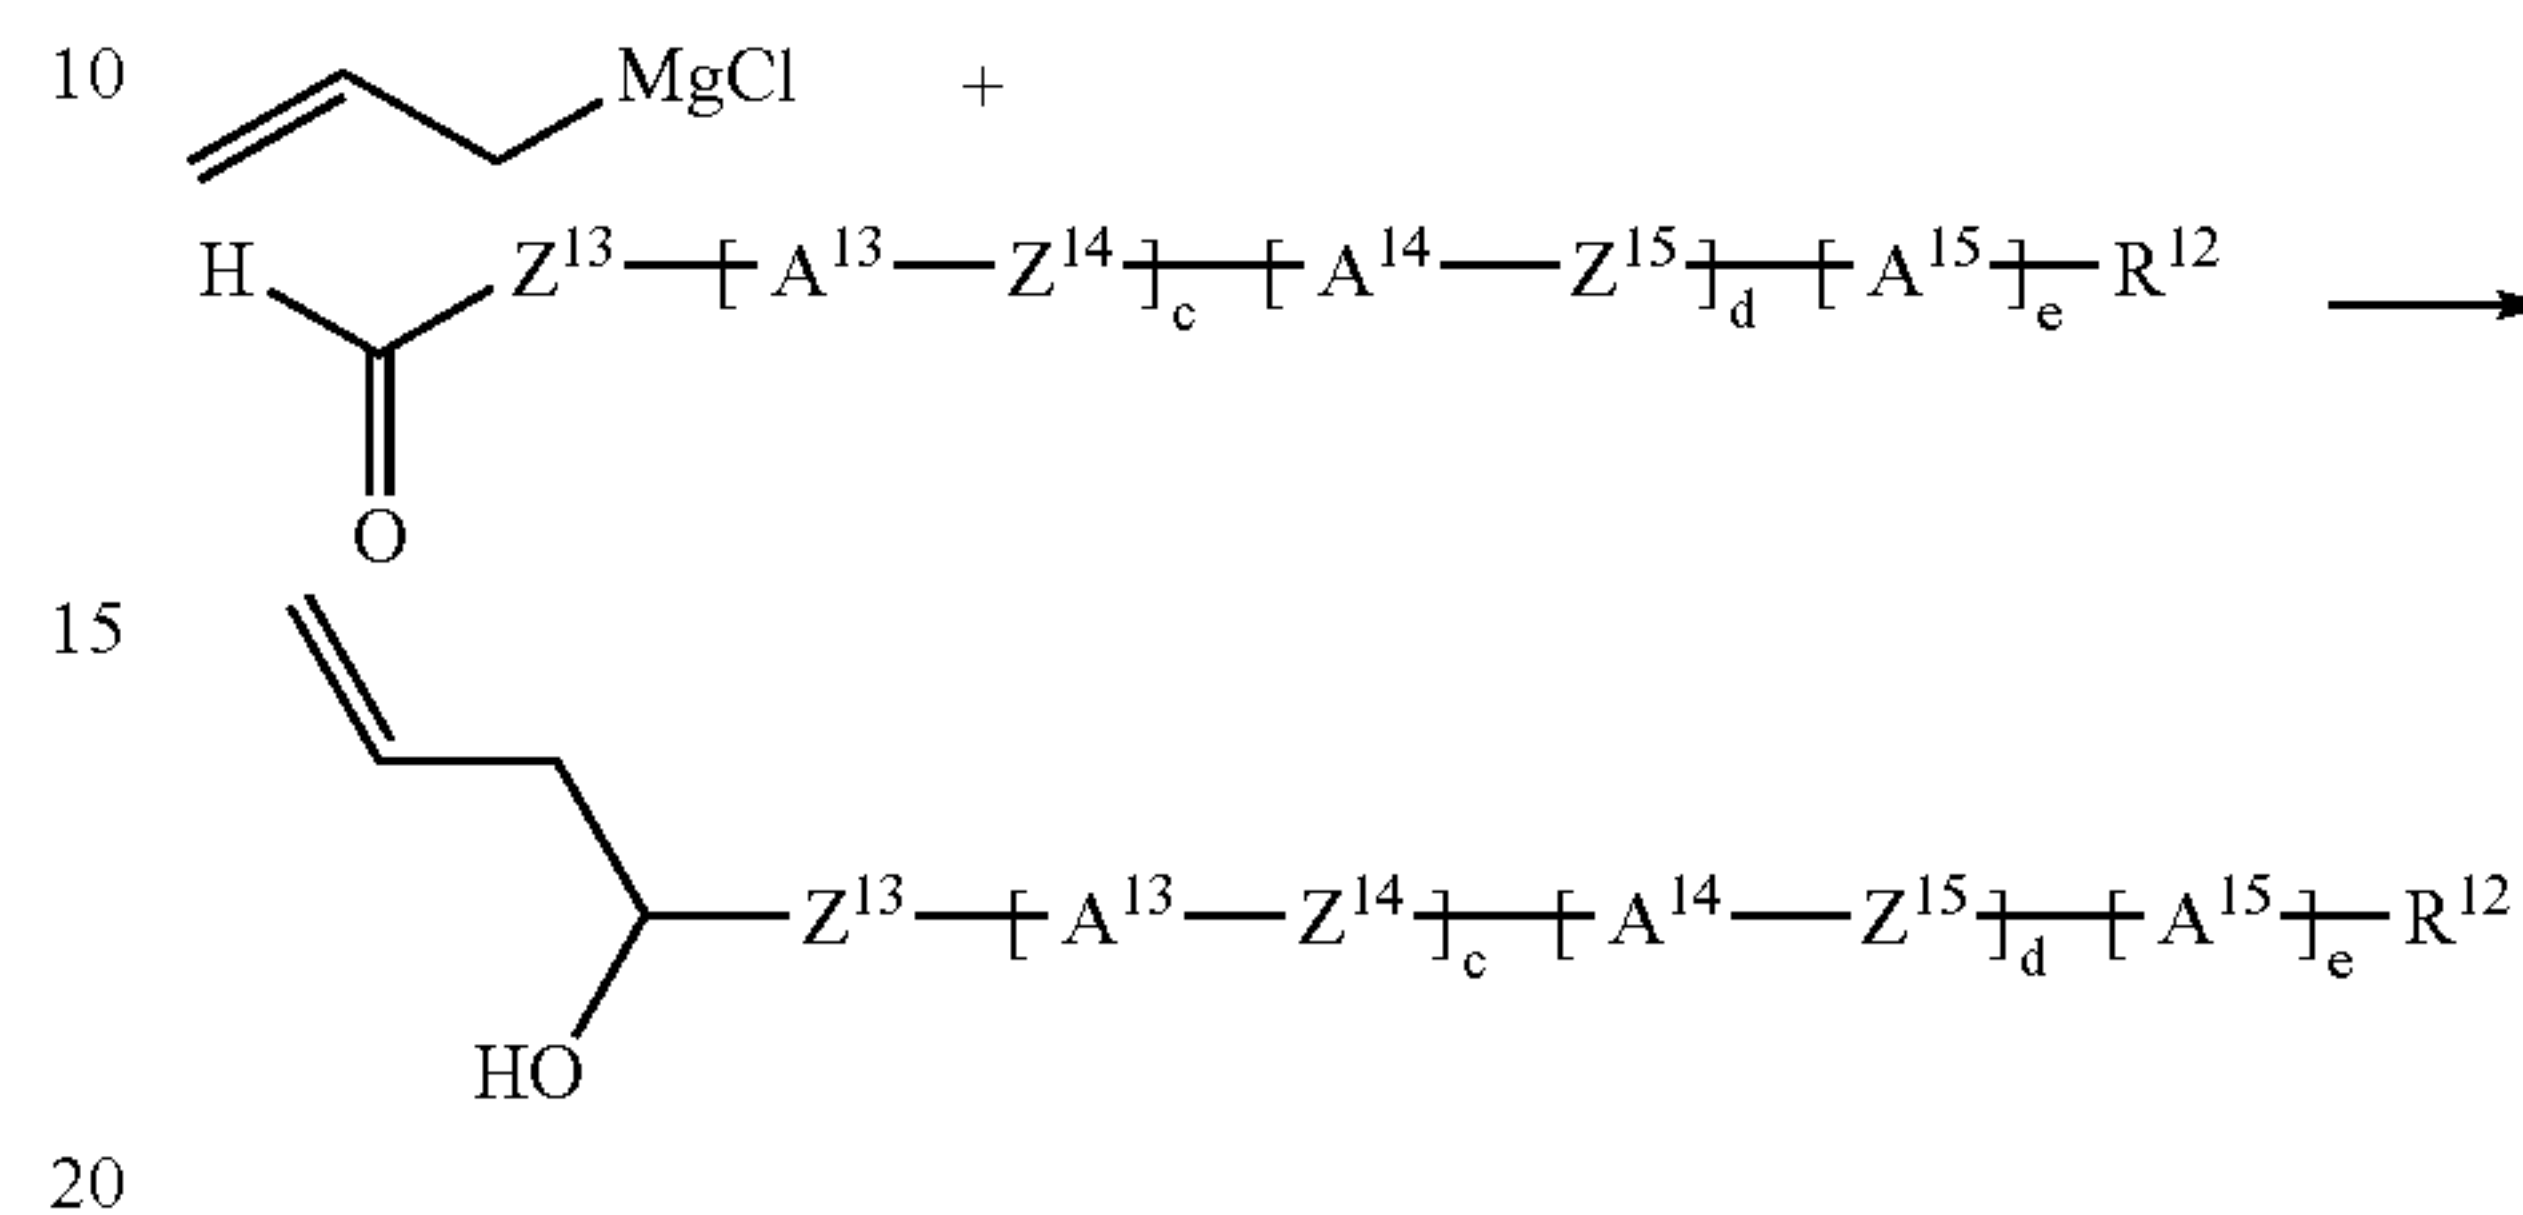 10 MgCl +
H Z13 [ A13 Z14 ]c [ A14 Z15 ]d [ A15 ]e R12
O
15
Z13 [ A13 Z14 ]c [ A14 Z15 ]d [ A15 ]e R12
HO
20